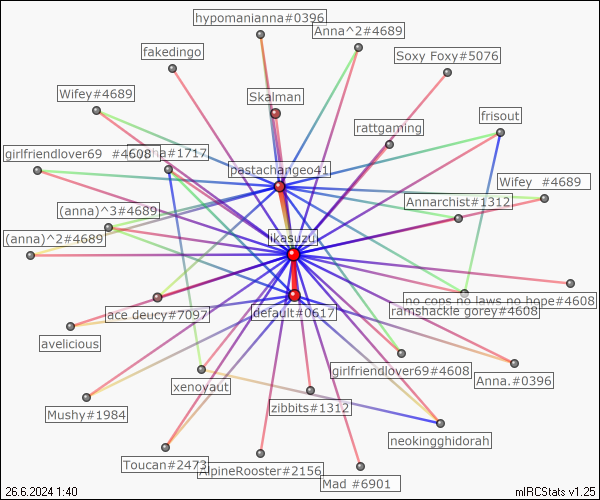 hypomanianna#0396
Anna^2#4689
fakedingo
Soxy Foxy#5076
Wifey#4689
Skalman
frisout
rattgaming
girlfriendlover69 #4608
#1717
pastachangeo41
Wifey #4689
Annarchist#1312
(anna)^3#4689
(anna)^2#4689
ikasuzu
no cops no laws no hope#4608
ace deucy#7097
default#0617
ramshackle gorey#4608
avelicious
girlfriendlover69#4608
Anna.#0396
xenoyaut
zibbits#1312
Mushy#1984
neokingghidorah
Toucan#2473
AlpineRooster#2156
Mad #6901
26.6.2024 1:40
mIRCStats v1.25